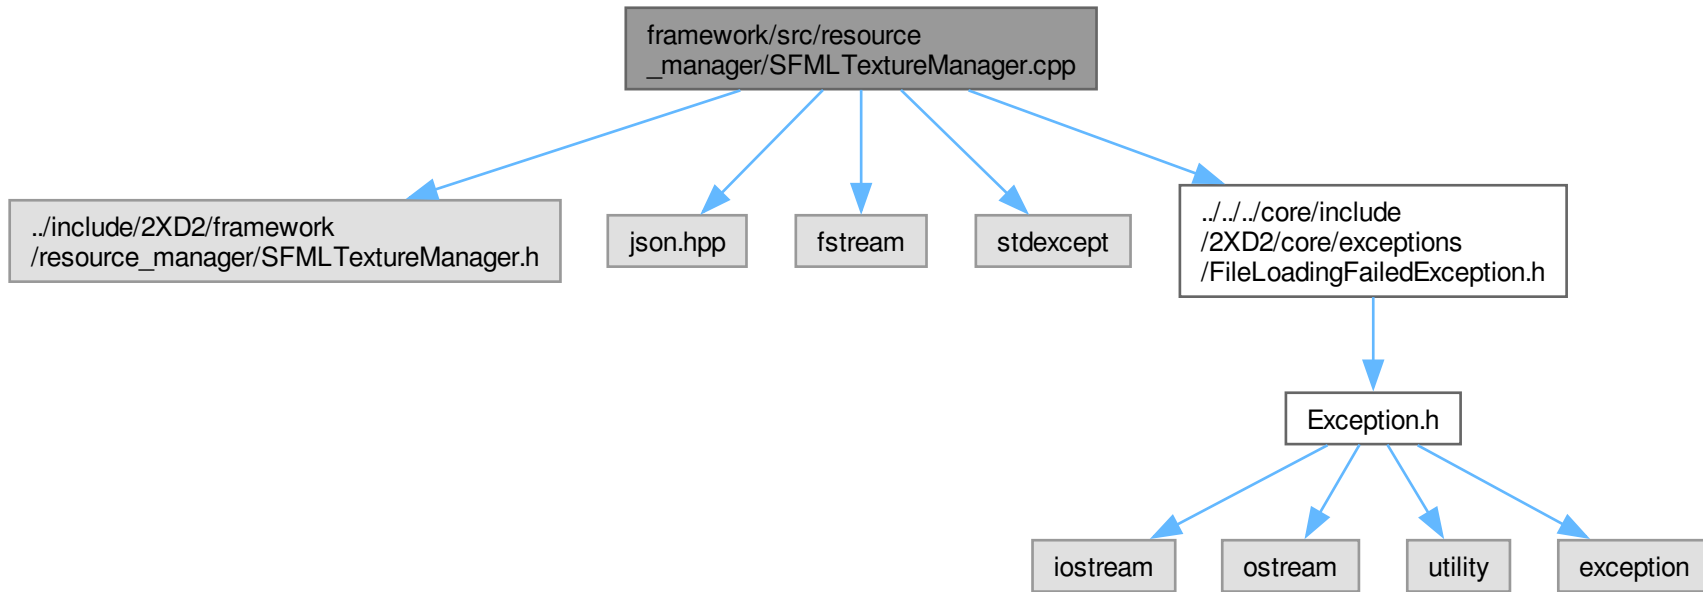 framework/src/resource
_manager/SFMLTextureManager.cpp
../include/2XD2/framework
/resource_manager/SFMLTextureManager.h
json.hpp
fstream
stdexcept
../../../core/include
/2XD2/core/exceptions
/FileLoadingFailedException.h
Exception.h
iostream
ostream
utility
exception